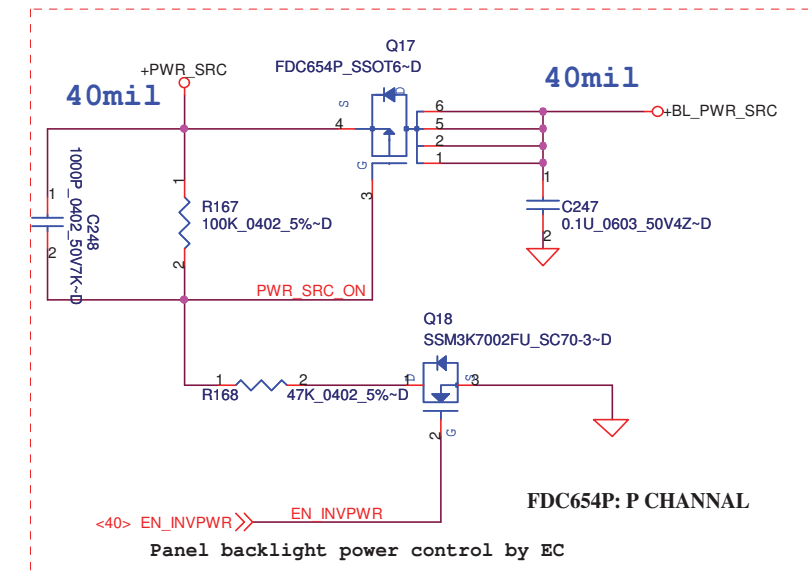 Q17
FDC654P_SSOT6~D
+PWR_SRC
40mil
40mil
S
D
4
6
5
2
1
+BL_PWR_SRC
G
3
1
1000P_0402_50V7K~D
C248
2
1
R167
100K_0402_5%~D
2
1
C247
0.1U_0603_50V4Z~D
2
PWR_SRC_ON
Q18
SSM3K7002FU_SC70-3~D
1
2
R168
47K_0402_5%~D
1
D
S
3
2
G
FDC654P: P CHANNAL
<40> EN_INVPWR
EN_INVPWR
Panel backlight power control by EC